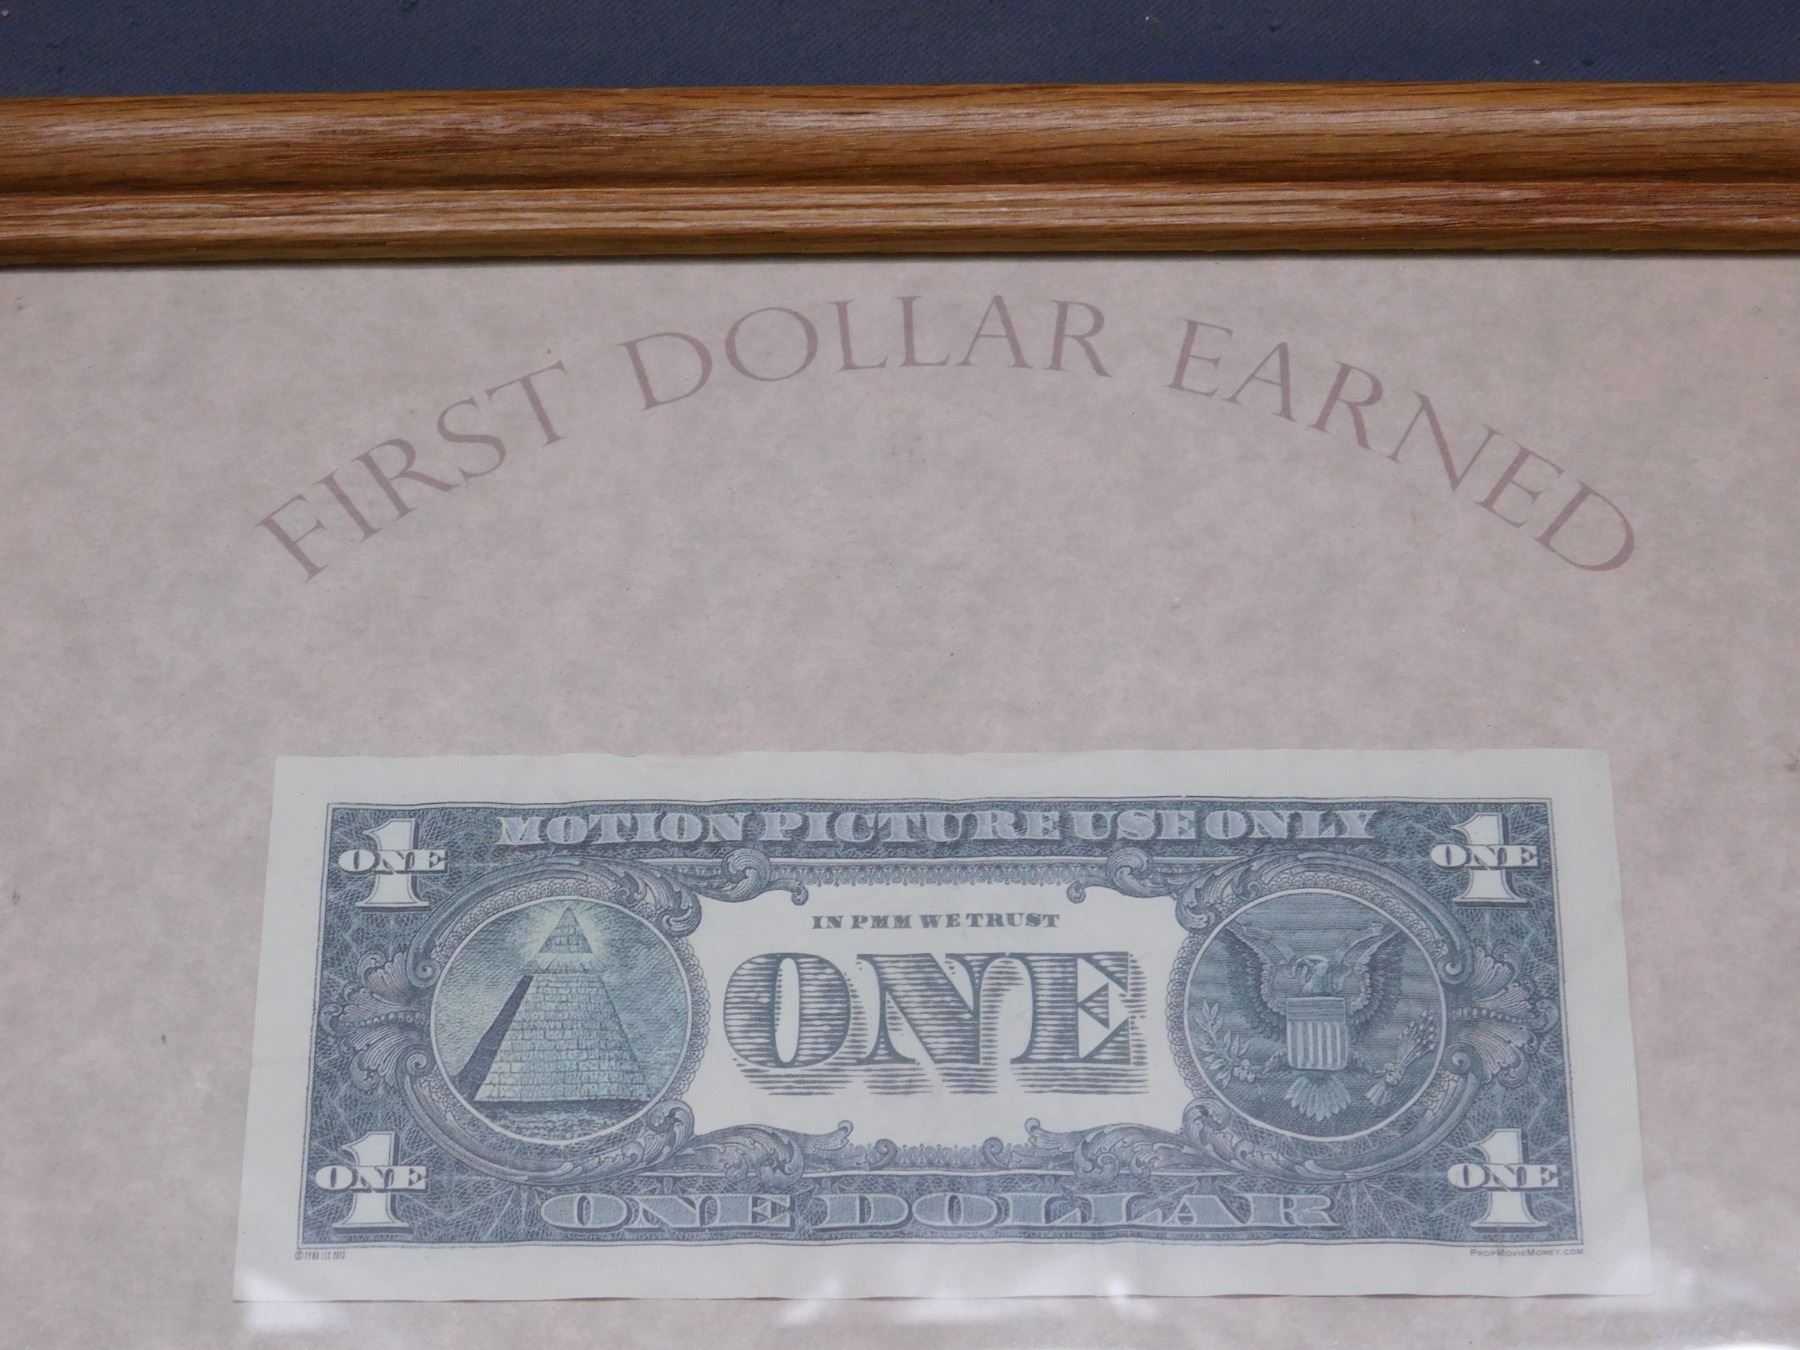 FIRST DOLLAR EARNED
MOTION PICTURE USE ONLY
1 ONE
1 ONE
IN PMM WE TRUST
ONE
1 ONE
1 ONE
ONE DOLLAR
PROPMOVIEMONEY.COM